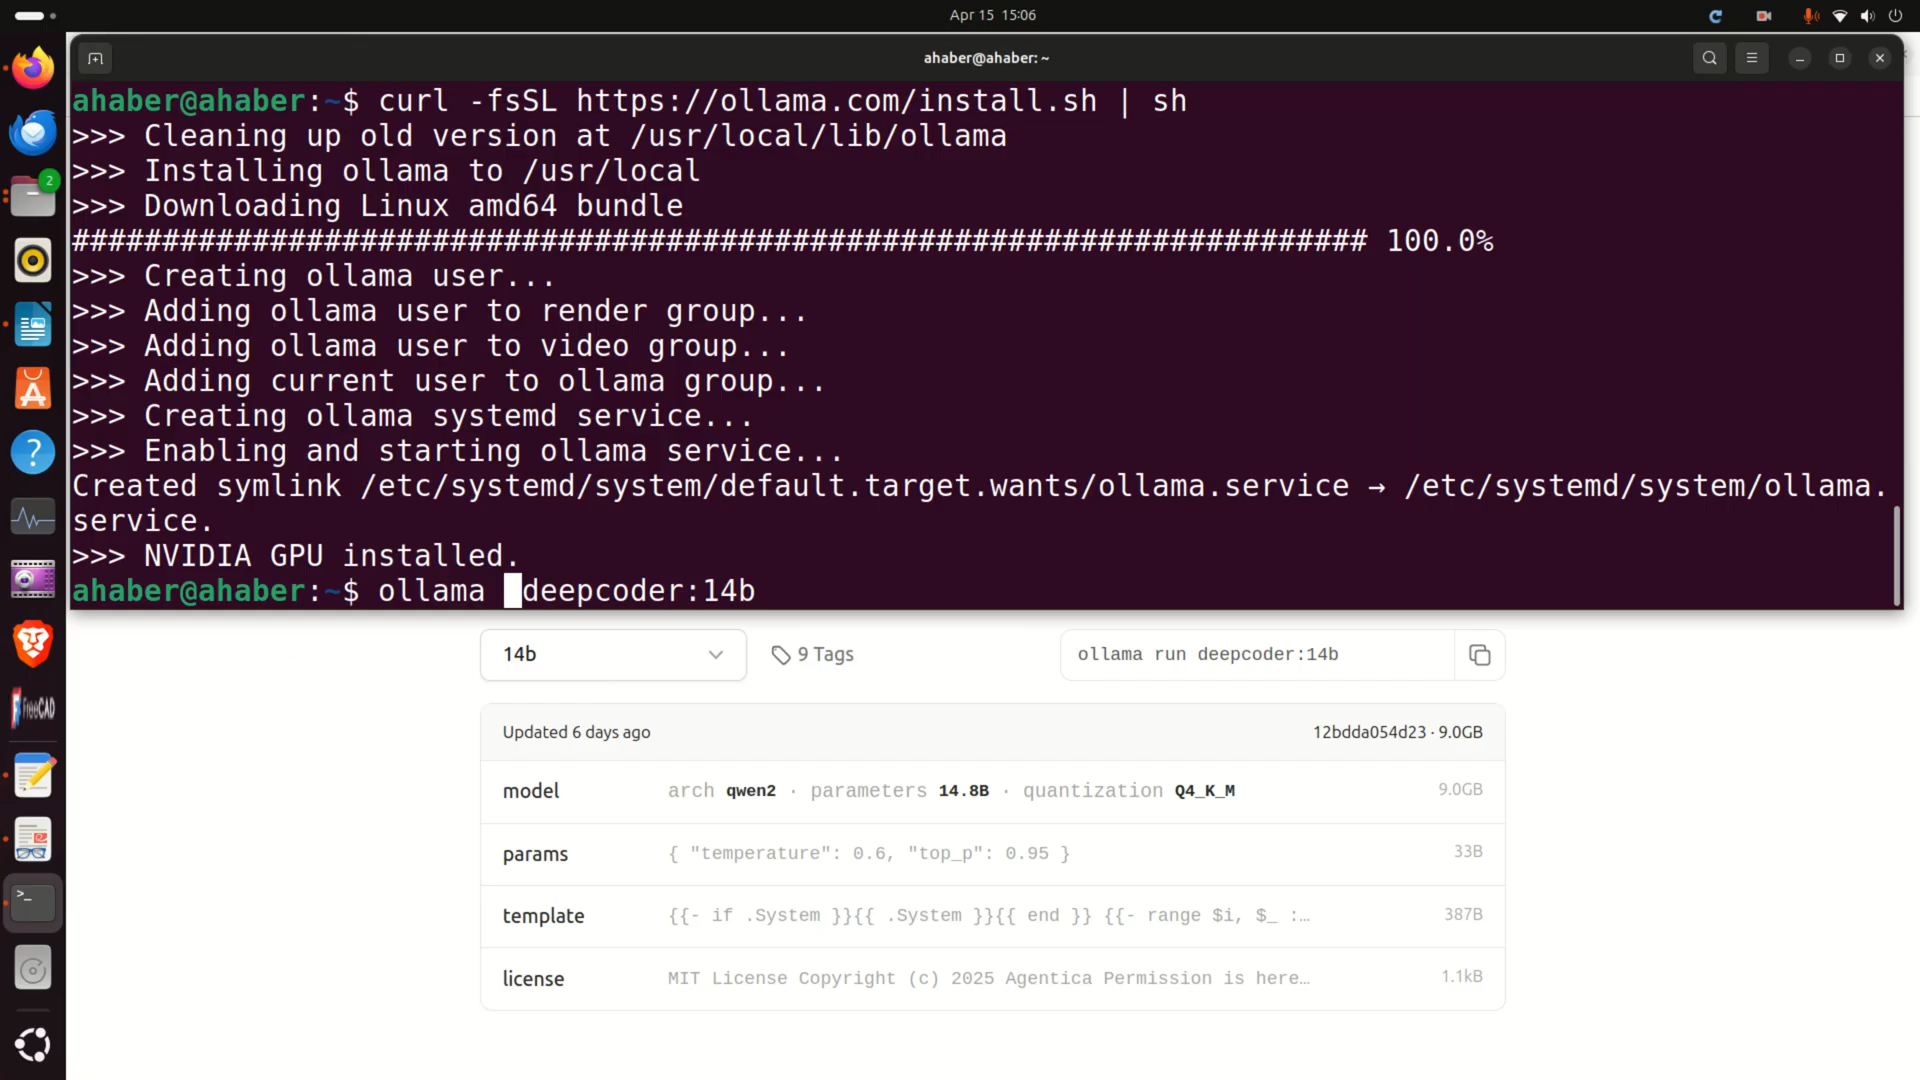 Apr 15 15:06
ahaber@ahaber: ~
ahaber@ahaber:~$ curl -fsSL https://ollama.com/install.sh | sh
>>> Cleaning up old version at /usr/local/lib/ollama
>>> Installing ollama to /usr/local
>>> Downloading Linux amd64 bundle
######################################################################## 100.0%
>>> Creating ollama user...
>>> Adding ollama user to render group...
>>> Adding ollama user to video group...
>>> Adding current user to ollama group...
>>> Creating ollama systemd service...
>>> Enabling and starting ollama service...
Created symlink /etc/systemd/system/default.target.wants/ollama.service → /etc/systemd/system/ollama.
service.
>>> NVIDIA GPU installed.
ahaber@ahaber:~$ ollama deepcoder:14b
2
FreeCAD
14b
9 Tags
ollama run deepcoder:14b
Updated 6 days ago
12bdda054d23 · 9.0GB
model arch qwen2 · parameters 14.8B · quantization Q4_K_M 9.0GB
params { "temperature": 0.6, "top_p": 0.95 } 33B
template {{- if .System }}{{ .System }}{{ end }} {{- range $i, $_ :… 387B
license MIT License Copyright (c) 2025 Agentica Permission is here… 1.1kB